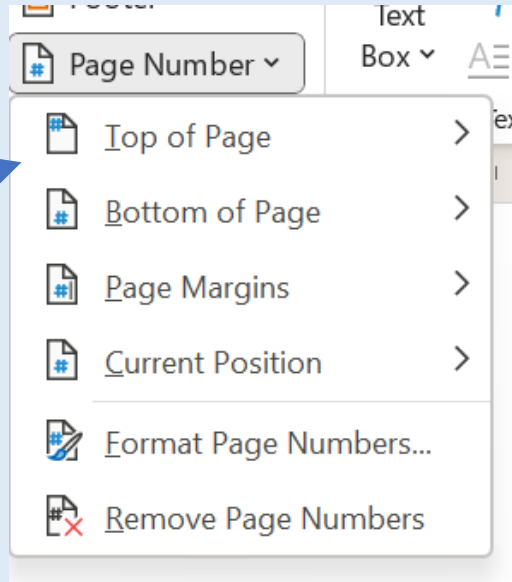 Footer
Page Number
Text
Box
Top of Page
Bottom of Page
Page Margins
Current Position
Format Page Numbers...
Remove Page Numbers